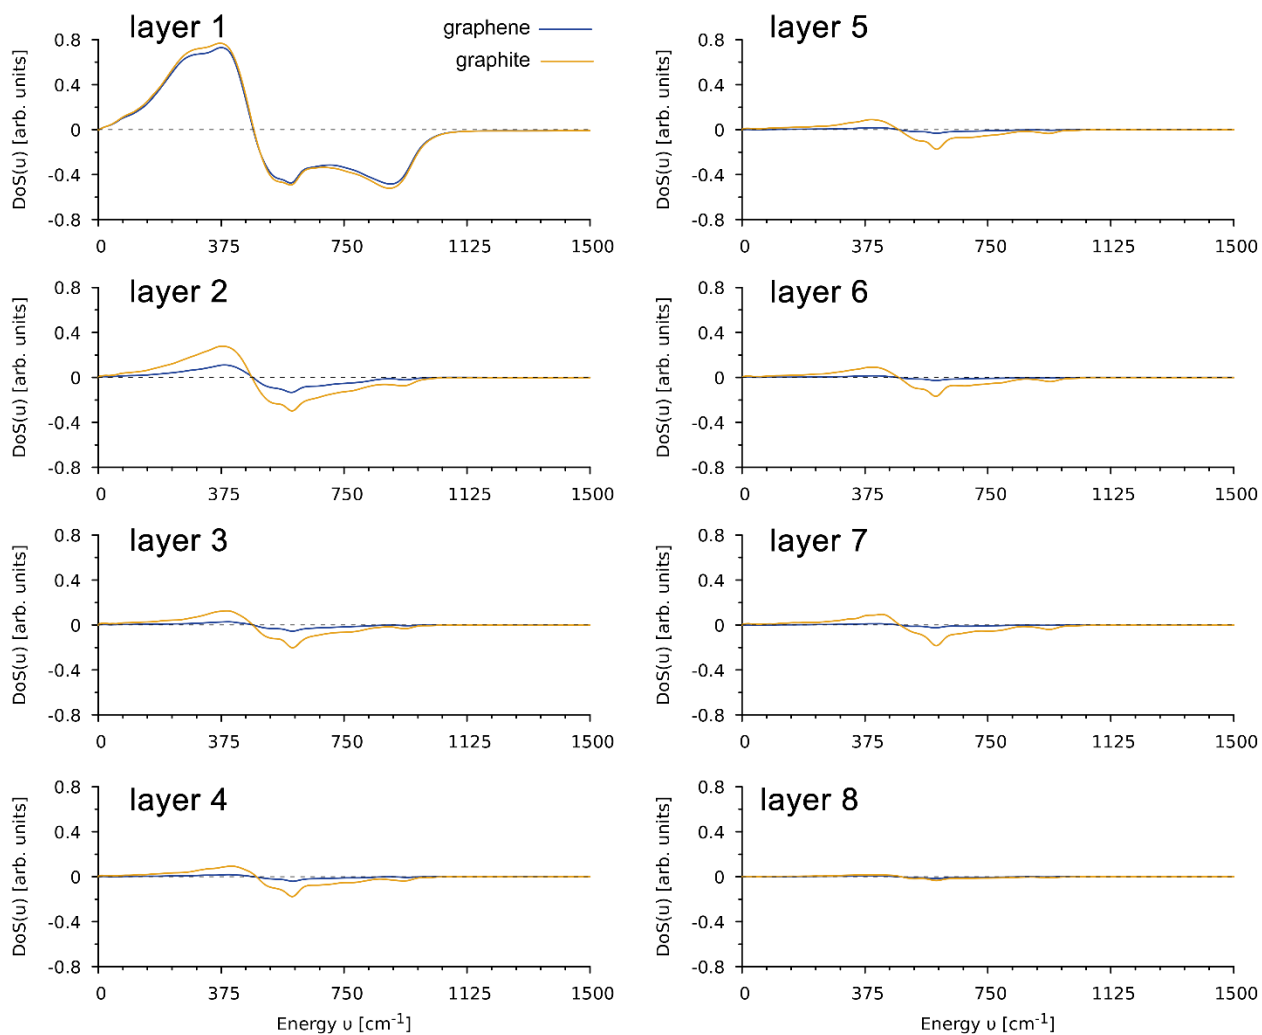 layer 1
graphene
graphite
0.8
0.4
0
-0.4
-0.8
DoS(u) [arb. units]
0 375 750 1125 1500
layer 2
0.8
0.4
0
-0.4
-0.8
DoS(u) [arb. units]
0 375 750 1125 1500
layer 3
0.8
0.4
0
-0.4
-0.8
DoS(u) [arb. units]
0 375 750 1125 1500
layer 4
0.8
0.4
0
-0.4
-0.8
DoS(u) [arb. units]
0 375 750 1125 1500
Energy υ [cm⁻¹]
layer 5
0.8
0.4
0
-0.4
-0.8
DoS(u) [arb. units]
0 375 750 1125 1500
layer 6
0.8
0.4
0
-0.4
-0.8
DoS(u) [arb. units]
0 375 750 1125 1500
layer 7
0.8
0.4
0
-0.4
-0.8
DoS(u) [arb. units]
0 375 750 1125 1500
layer 8
0.8
0.4
0
-0.4
-0.8
DoS(u) [arb. units]
0 375 750 1125 1500
Energy υ [cm⁻¹]